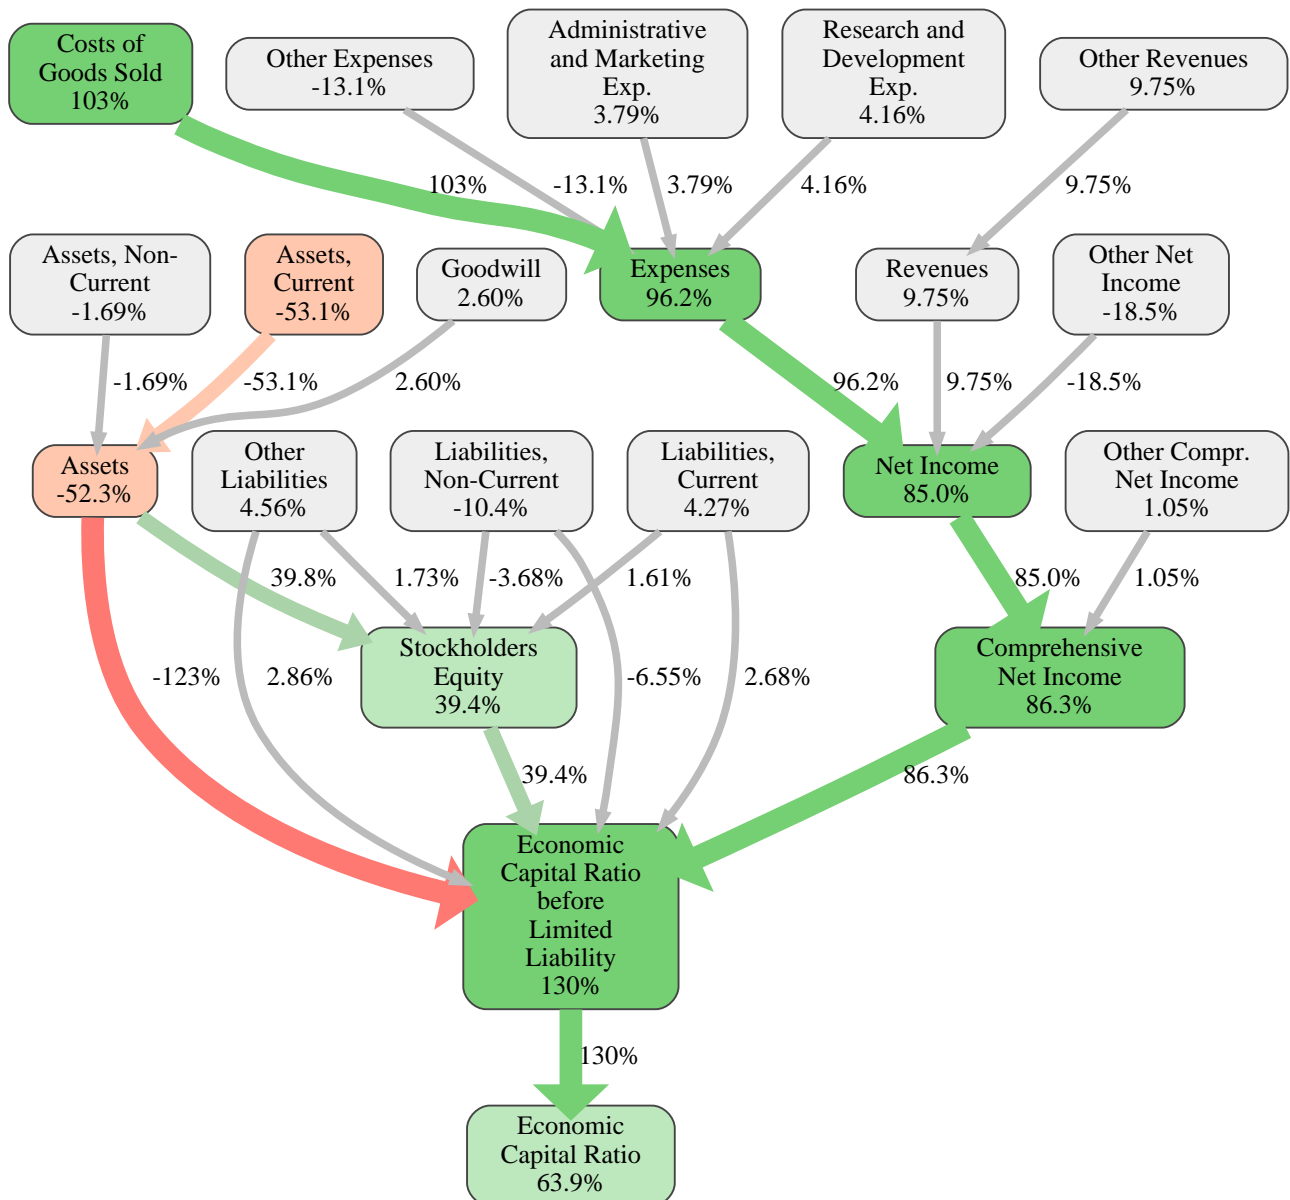 Costs of
Goods Sold
103%
Other Expenses
-13.1%
Administrative
and Marketing
Exp.
3.79%
Research and
Development
Exp.
4.16%
Other Revenues
9.75%
103%
-13.1%
3.79%
4.16%
9.75%
Assets, Non-
Current
-1.69%
Assets,
Current
-53.1%
Goodwill
2.60%
Expenses
96.2%
Revenues
9.75%
Other Net
Income
-18.5%
-1.69%
-53.1%
2.60%
96.2%
9.75%
-18.5%
Assets
-52.3%
Other
Liabilities
4.56%
Liabilities,
Non-Current
-10.4%
Liabilities,
Current
4.27%
Net Income
85.0%
Other Compr.
Net Income
1.05%
39.8%
1.73%
-3.68%
1.61%
85.0%
1.05%
Stockholders
Equity
39.4%
Comprehensive
Net Income
86.3%
-123%
2.86%
-6.55%
2.68%
39.4%
86.3%
Economic
Capital Ratio
before
Limited
Liability
130%
130%
Economic
Capital Ratio
63.9%